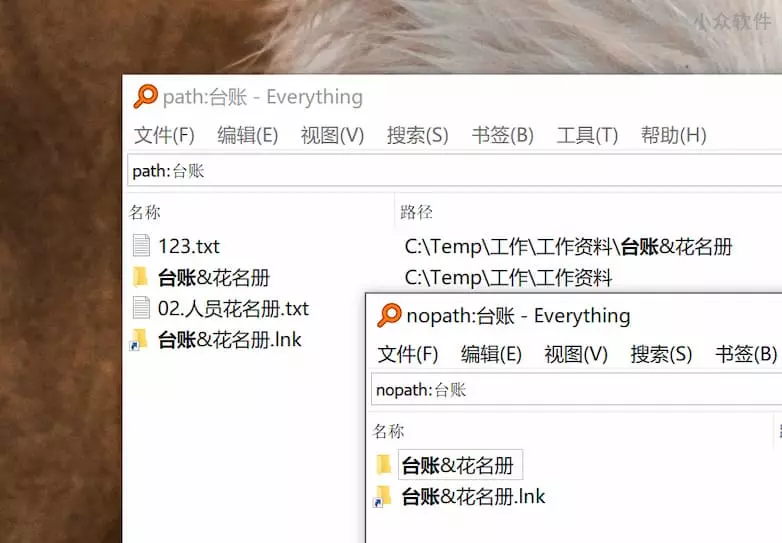 小众软件
path:台账 - Everything
文件(F) 编辑(E) 视图(V) 搜索(S) 书签(B) 工具(T) 帮助(H)
path:台账
名称 路径
123.txt C:\Temp\工作\工作资料\台账&花名册
台账&花名册 C:\Temp\工作\工作资料
02.人员花名册.txt
台账&花名册.lnk
nopath:台账 - Everything
文件(F) 编辑(E) 视图(V) 搜索(S) 书签(B)
nopath:台账
名称
台账&花名册
台账&花名册.lnk